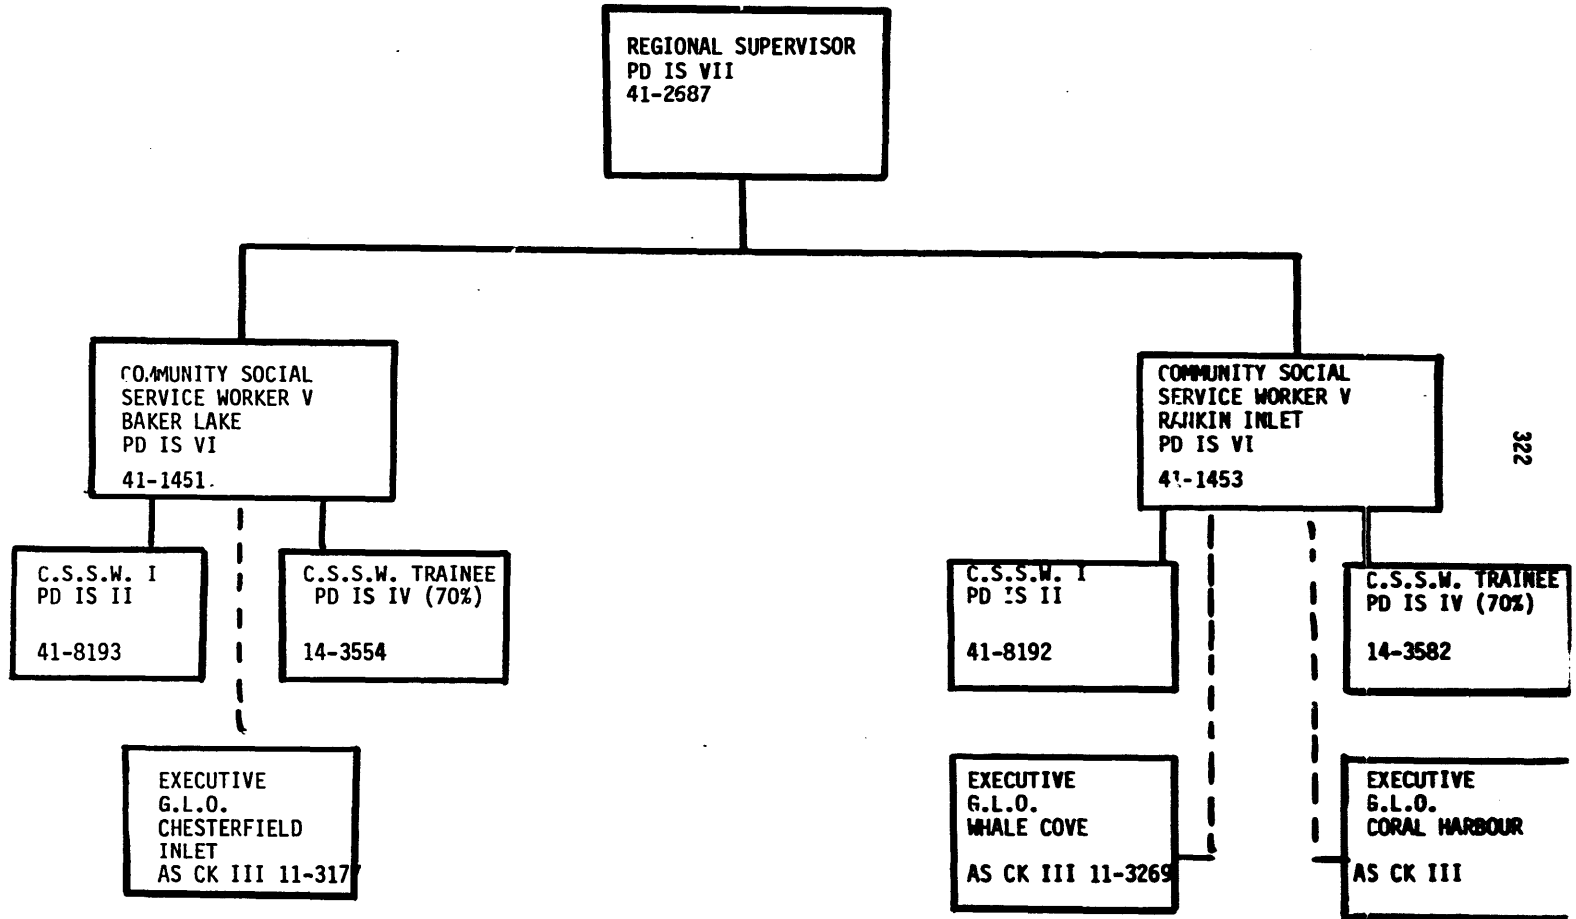 REGIONAL SUPERVISOR
PD IS VII
41-2687
COMMUNITY SOCIAL
SERVICE WORKER V
BAKER LAKE
PD IS VI
41-1451
COMMUNITY SOCIAL
SERVICE WORKER V
RANKIN INLET
PD IS VI
41-1453
322
C.S.S.W. I
PD IS II
41-8193
C.S.S.W. TRAINEE
PD IS IV (70%)
14-3554
C.S.S.W. I
PD IS II
41-8192
C.S.S.W. TRAINEE
PD IS IV (70%)
14-3582
EXECUTIVE
G.L.O.
CHESTERFIELD
INLET
AS CK III 11-3177
EXECUTIVE
G.L.O.
WHALE COVE
AS CK III 11-3269
EXECUTIVE
G.L.O.
CORAL HARBOUR
AS CK III